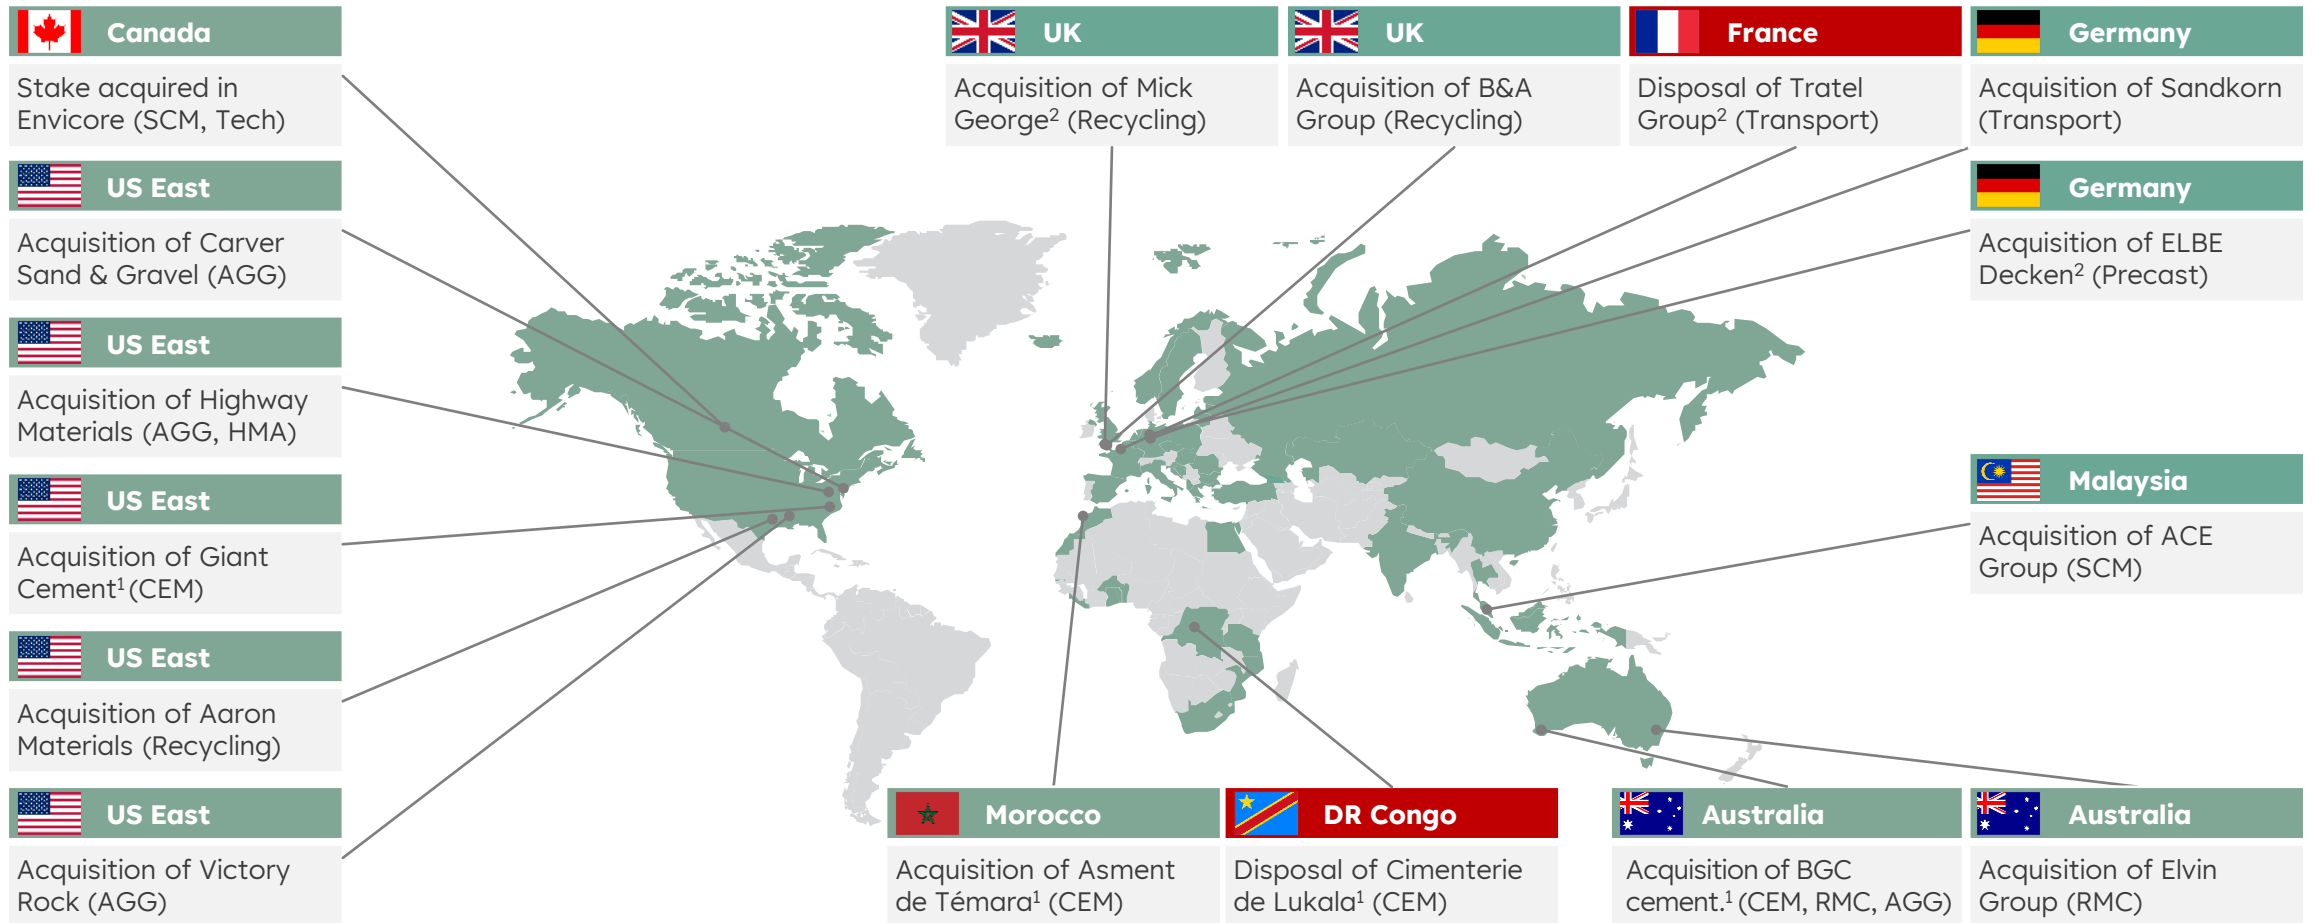 Canada
Stake acquired in
Envicore (SCM, Tech)
US East
Acquisition of Carver
Sand & Gravel (AGG)
US East
Acquisition of Highway
Materials (AGG, HMA)
US East
Acquisition of Giant
Cement¹ (CEM)
US East
Acquisition of Aaron
Materials (Recycling)
US East
Acquisition of Victory
Rock (AGG)
UK
Acquisition of Mick
George² (Recycling)
UK
Acquisition of B&A
Group (Recycling)
France
Disposal of Tratel
Group² (Transport)
Germany
Acquisition of Sandkorn
(Transport)
Germany
Acquisition of ELBE
Decken² (Precast)
Malaysia
Acquisition of ACE
Group (SCM)
Morocco
Acquisition of Asment
de Témara¹ (CEM)
DR Congo
Disposal of Cimenterie
de Lukala¹ (CEM)
Australia
Acquisition of BGC
cement.¹ (CEM, RMC, AGG)
Australia
Acquisition of Elvin
Group (RMC)